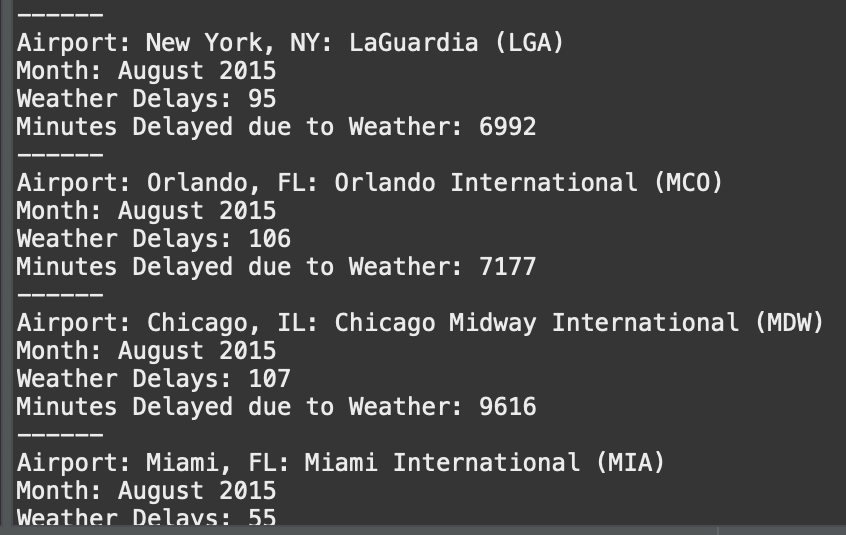 ------
Airport: New York, NY: LaGuardia (LGA)
Month: August 2015
Weather Delays: 95
Minutes Delayed due to Weather: 6992
------
Airport: Orlando, FL: Orlando International (MCO)
Month: August 2015
Weather Delays: 106
Minutes Delayed due to Weather: 7177
------
Airport: Chicago, IL: Chicago Midway International (MDW)
Month: August 2015
Weather Delays: 107
Minutes Delayed due to Weather: 9616
------
Airport: Miami, FL: Miami International (MIA)
Month: August 2015
Weather Delays: 55